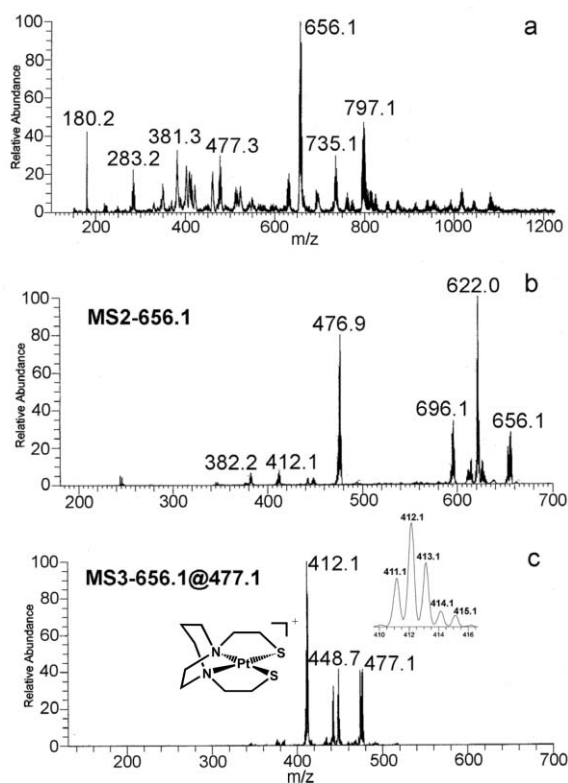 a
Relative Abundance
100
80
60
40
20
0
656.1
180.2
283.2
381.3
477.3
735.1
797.1
200 400 600 800 1000 1200
m/z
b
MS2-656.1
Relative Abundance
100
80
60
40
20
0
622.0
476.9
696.1
656.1
382.2
412.1
200 300 400 500 600 700
m/z
c
MS3-656.1@477.1
Relative Abundance
100
80
60
40
20
0
412.1
448.7
477.1
N Pt S
N S
+
412.1
411.1
413.1
414.1
415.1
410 412 414 416
200 300 400 500 600 700
m/z